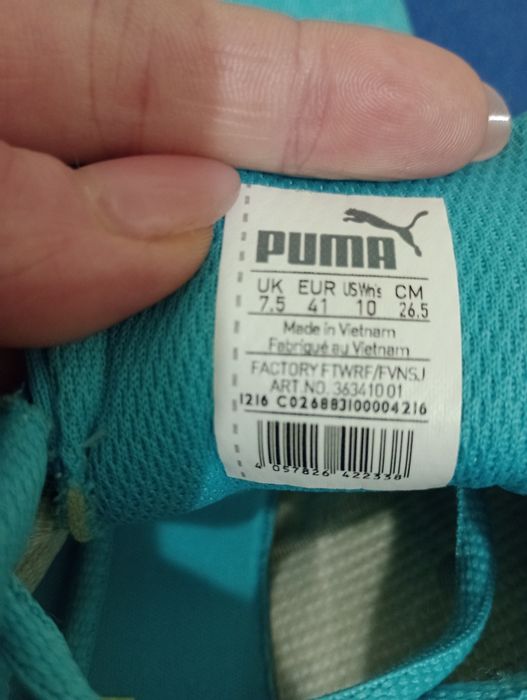 PUMA
UK EUR US Wn's CM
7.5 41 10 26.5
Made in Vietnam
Fabriqué au Vietnam
FACTORY FTWRF/FVNSJ
ART.NO. 363410 01
1216 C026883100004216
4 057826 422338